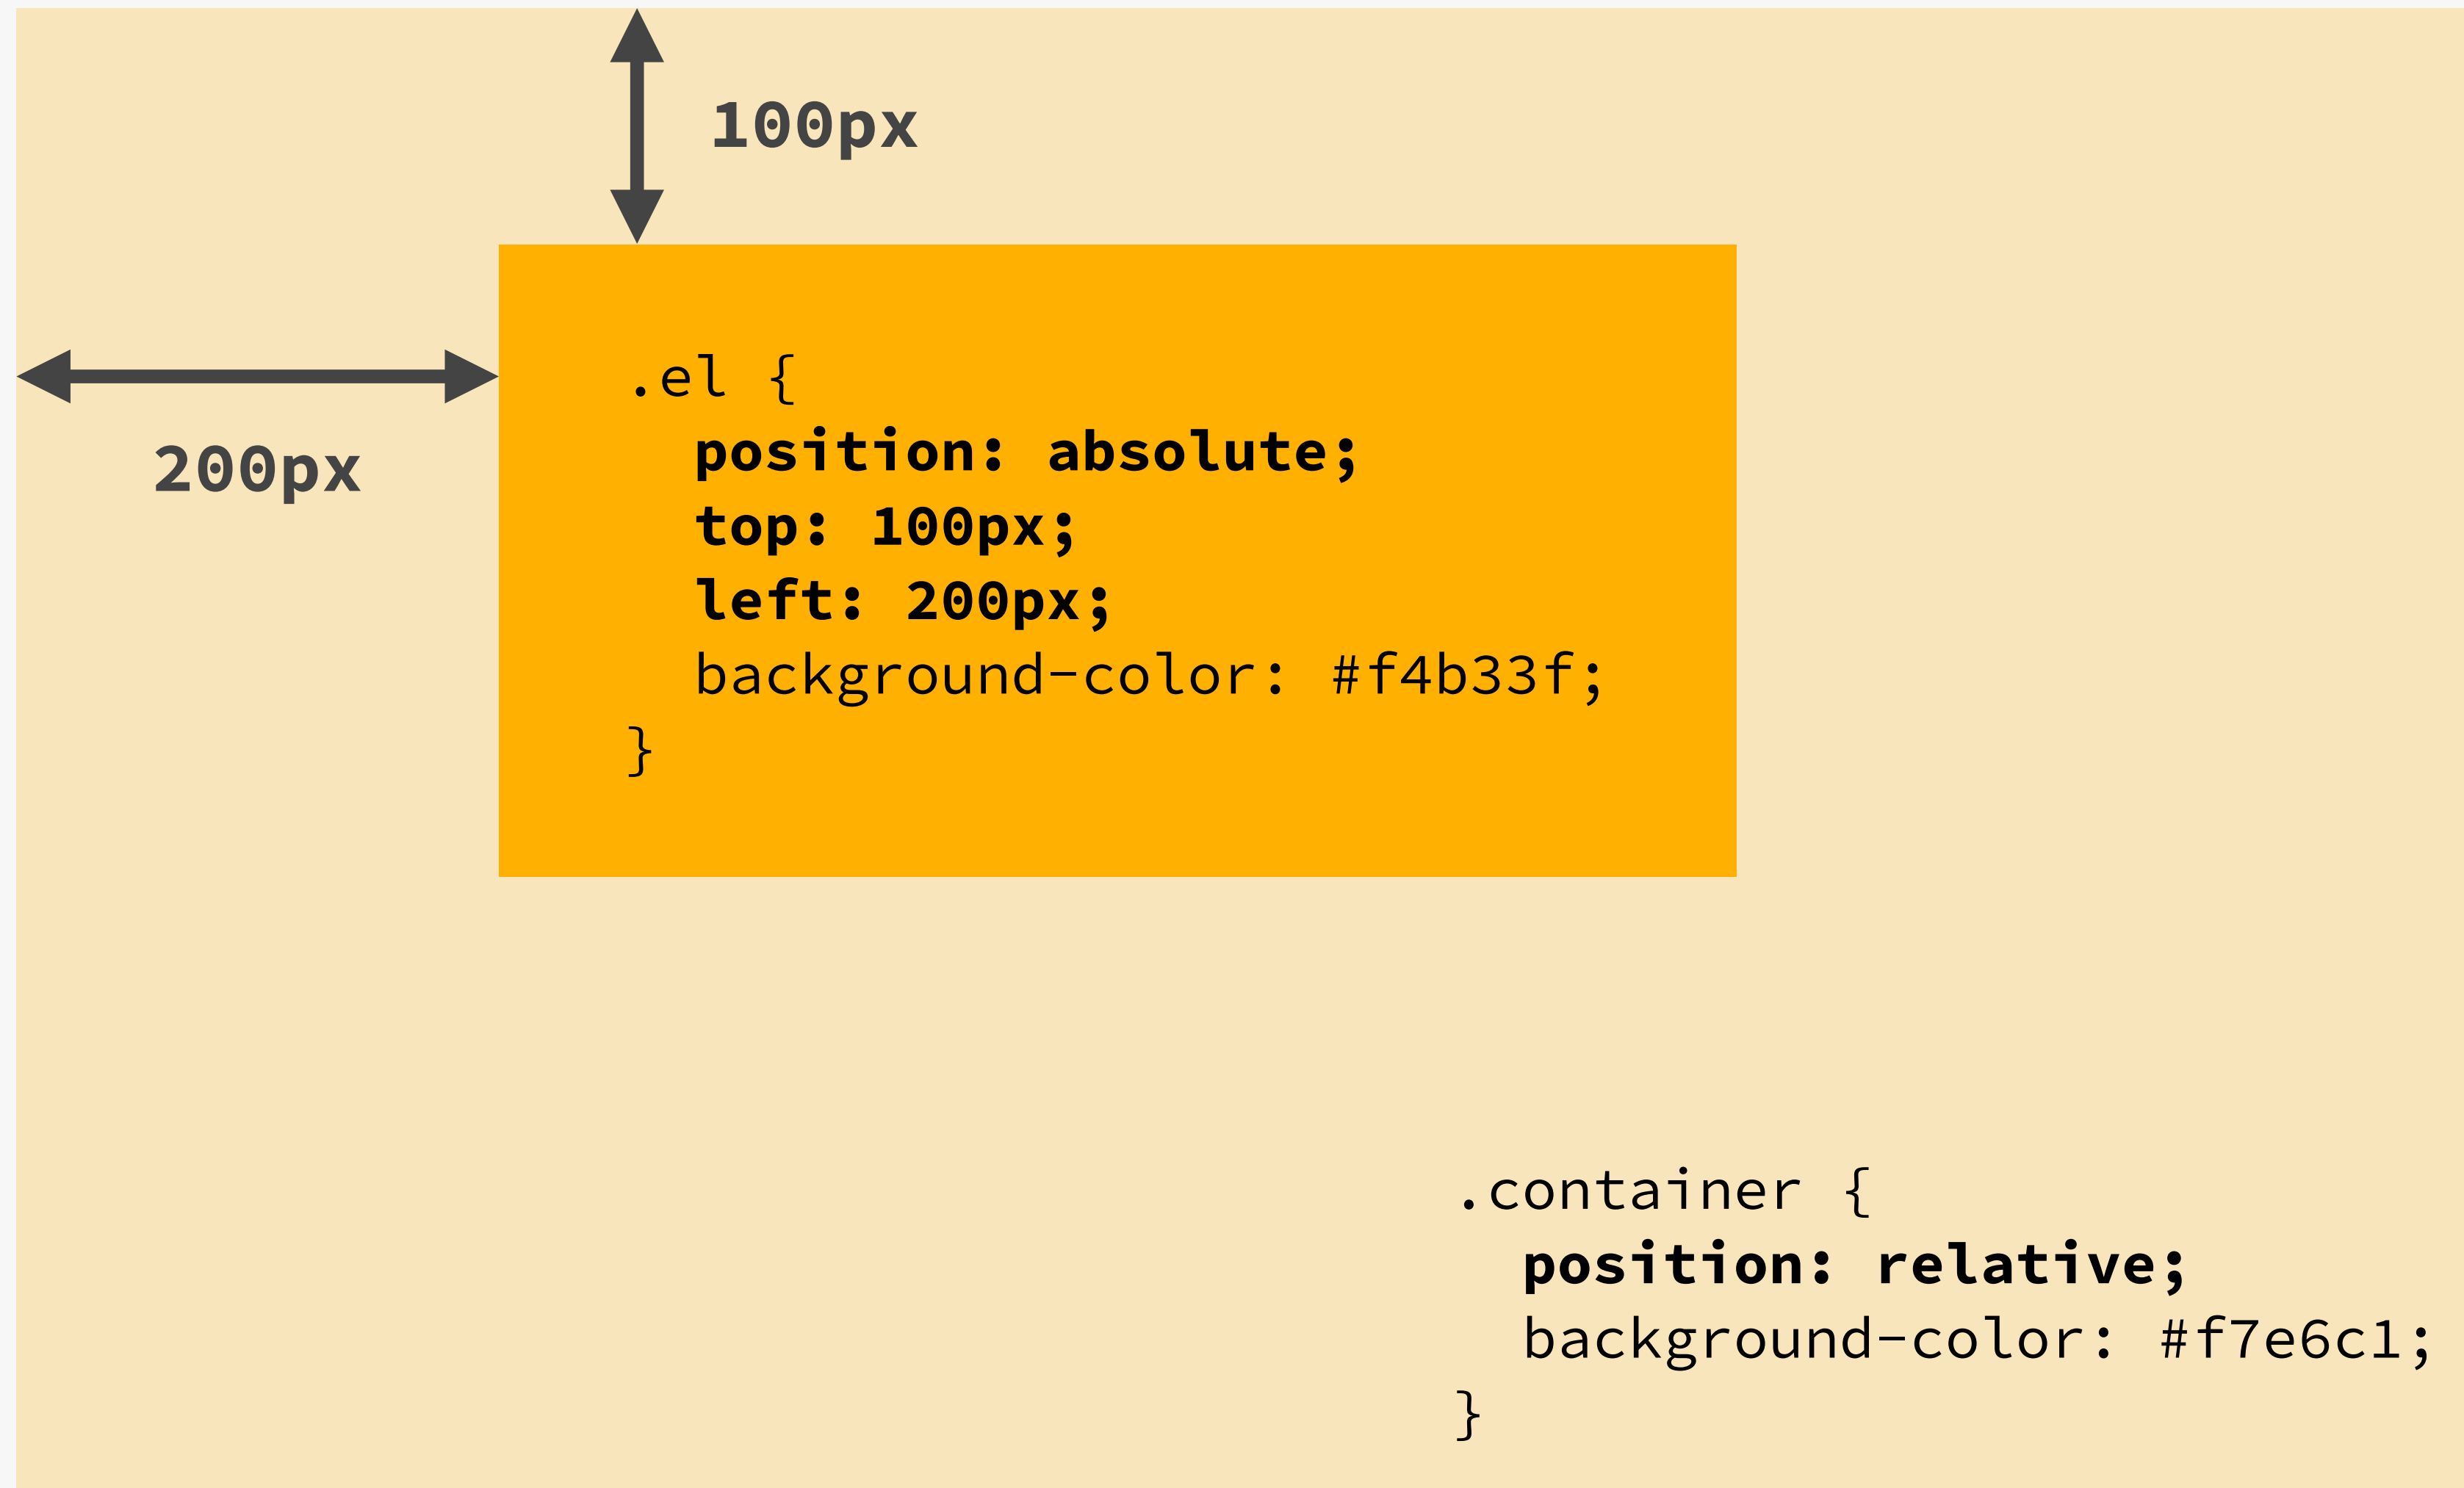 100px
200px
.el {
  position: absolute;
  top: 100px;
  left: 200px;
  background-color: #f4b33f;
}
.container {
  position: relative;
  background-color: #f7e6c1;
}